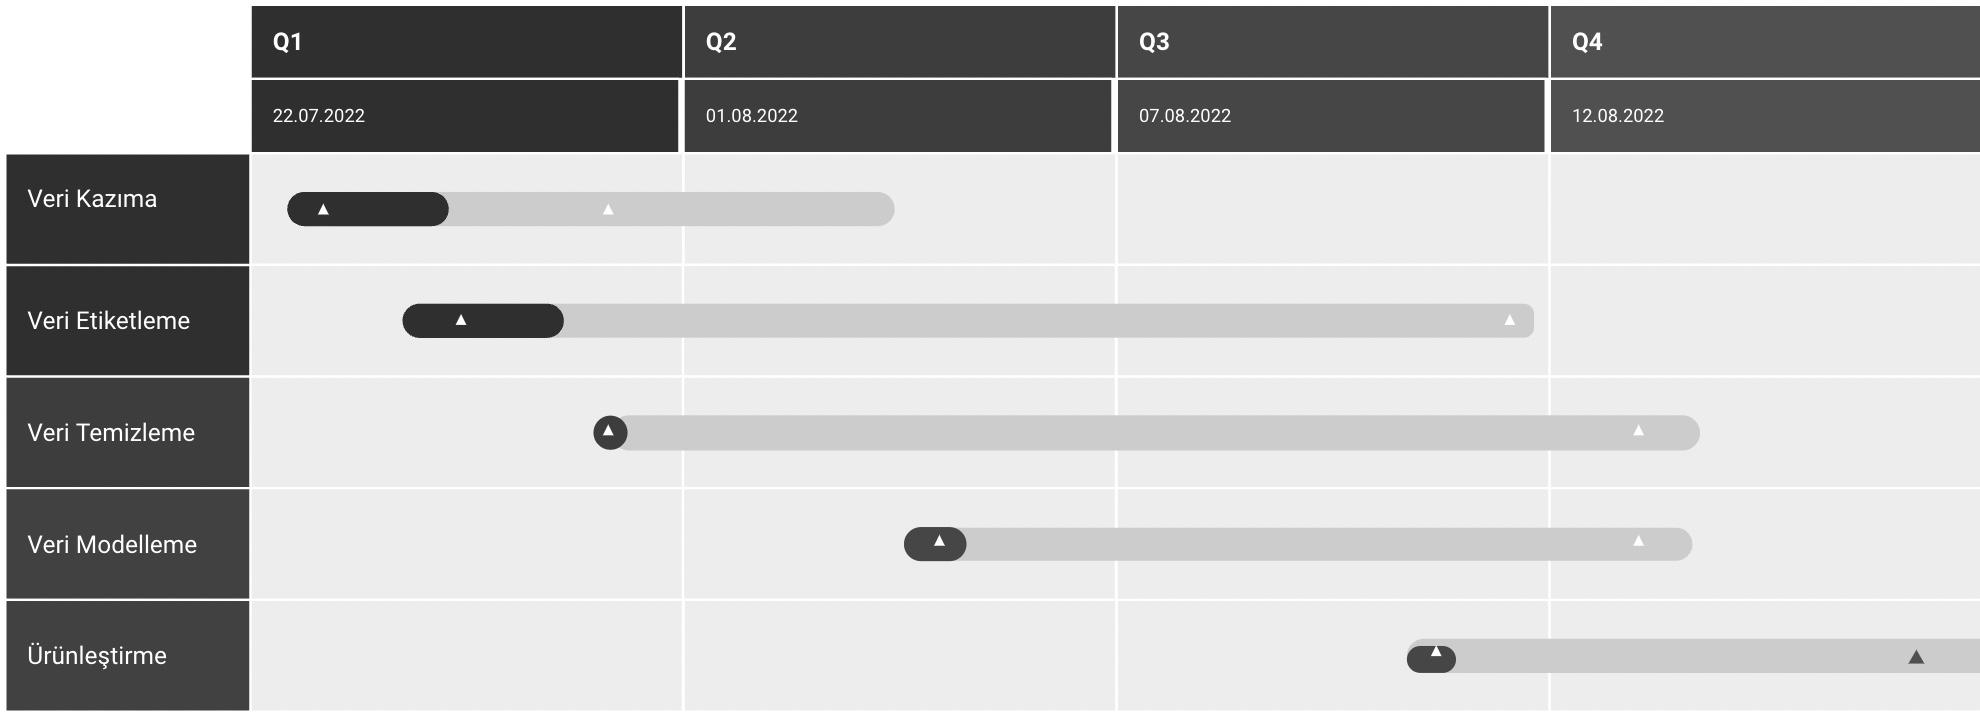 Q1
Q2
Q3
Q4
22.07.2022
01.08.2022
07.08.2022
12.08.2022
Veri Kazıma
Veri Etiketleme
Veri Temizleme
Veri Modelleme
Ürünleştirme